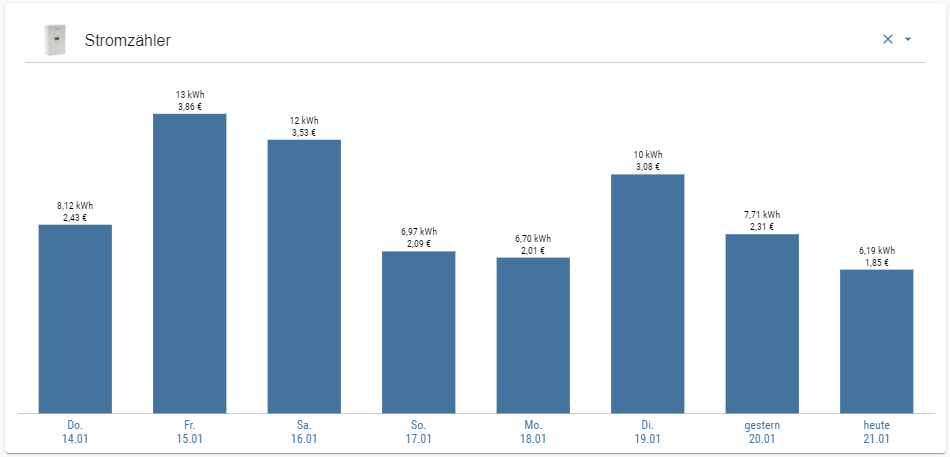 Stromzähler
8,12 kWh
2,43 €
13 kWh
3,86 €
12 kWh
3,53 €
6,97 kWh
2,09 €
6,70 kWh
2,01 €
10 kWh
3,08 €
7,71 kWh
2,31 €
6,19 kWh
1,85 €
Do.
14.01
Fr.
15.01
Sa.
16.01
So.
17.01
Mo.
18.01
Di.
19.01
gestern
20.01
heute
21.01